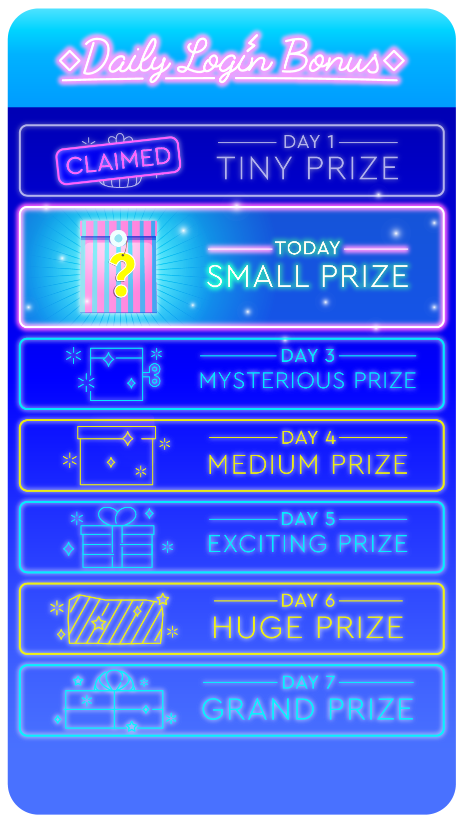 Daily Login Bonus
CLAIMED
DAY 1
TINY PRIZE
?
TODAY
SMALL PRIZE
DAY 3
MYSTERIOUS PRIZE
DAY 4
MEDIUM PRIZE
DAY 5
EXCITING PRIZE
DAY 6
HUGE PRIZE
DAY 7
GRAND PRIZE